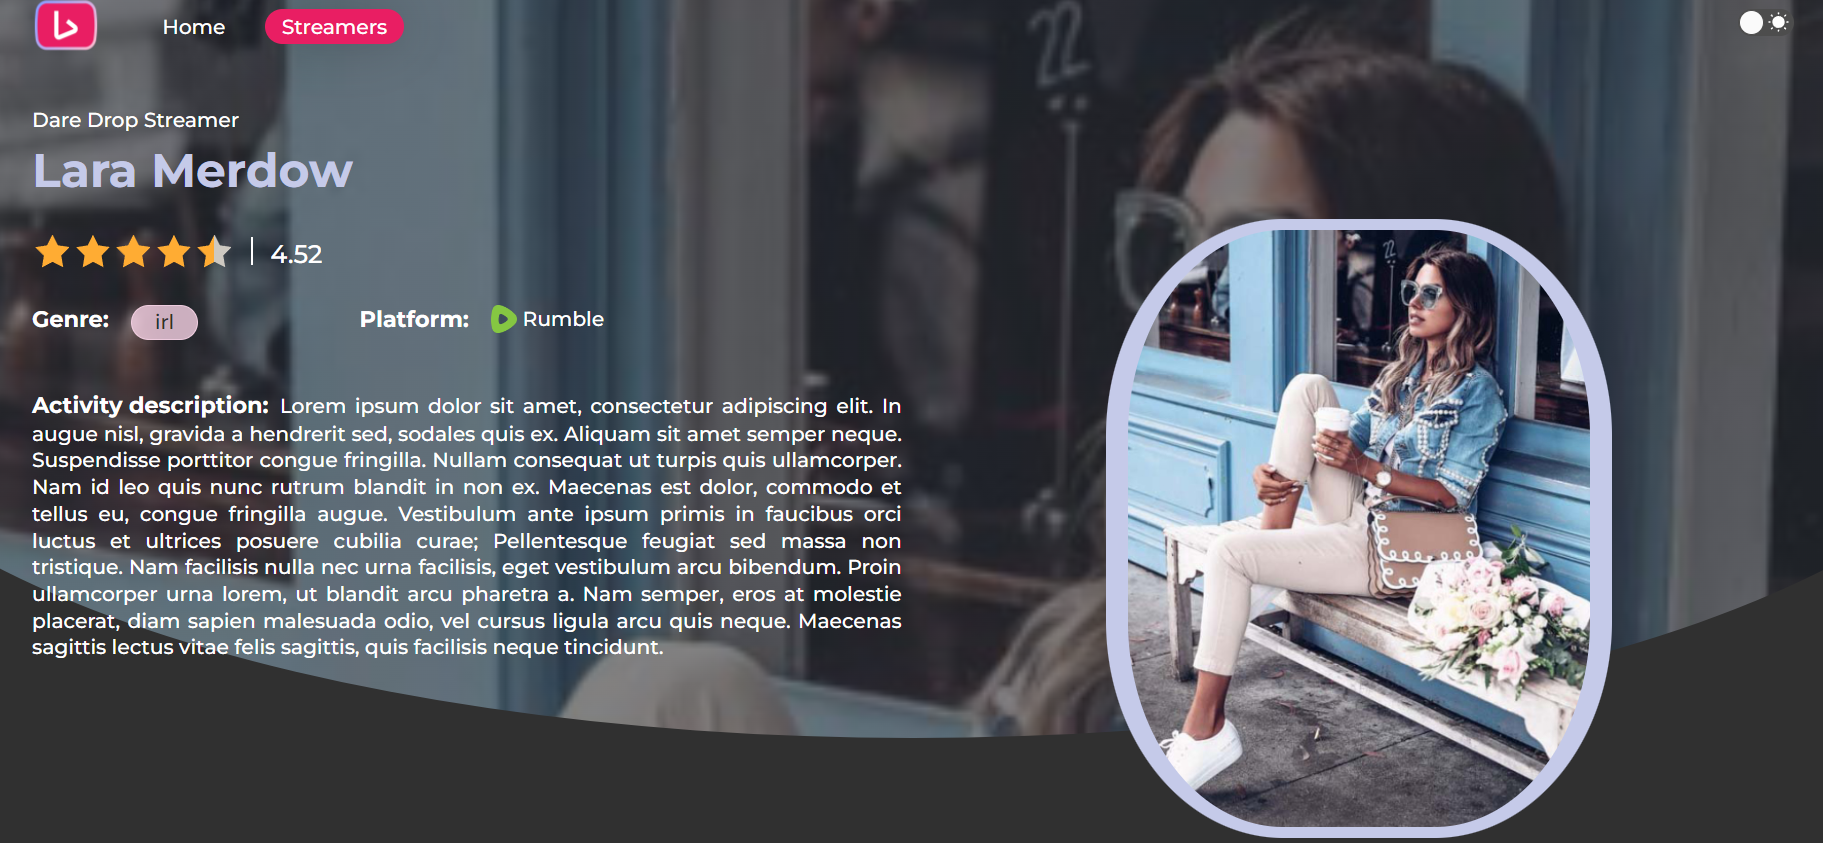 Home
Streamers
Dare Drop Streamer
Lara Merdow
4.52
Genre: irl
Platform: Rumble
Activity description: Lorem ipsum dolor sit amet, consectetur adipiscing elit. In
augue nisl, gravida a hendrerit sed, sodales quis ex. Aliquam sit amet semper neque.
Suspendisse porttitor congue fringilla. Nullam consequat ut turpis quis ullamcorper.
Nam id leo quis nunc rutrum blandit in non ex. Maecenas est dolor, commodo et
tellus eu, congue fringilla augue. Vestibulum ante ipsum primis in faucibus orci
luctus et ultrices posuere cubilia curae; Pellentesque feugiat sed massa non
tristique. Nam facilisis nulla nec urna facilisis, eget vestibulum arcu bibendum. Proin
ullamcorper urna lorem, ut blandit arcu pharetra a. Nam semper, eros at molestie
placerat, diam sapien malesuada odio, vel cursus ligula arcu quis neque. Maecenas
sagittis lectus vitae felis sagittis, quis facilisis neque tincidunt.
22
22